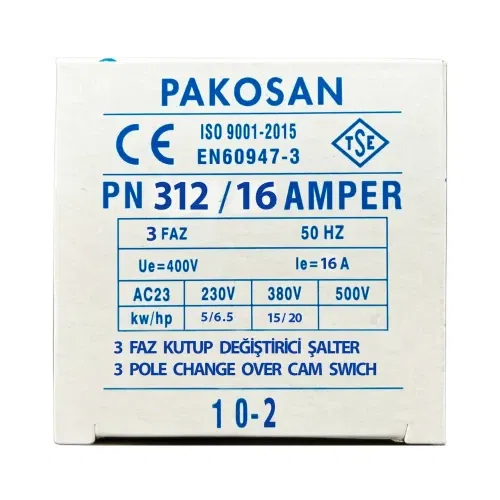 PAKOSAN
CE ISO 9001-2015 TSE
EN60947-3
PN 312 / 16 AMPER
3 FAZ 50 HZ
Ue=400V Ie=16 A
AC23 230V 380V 500V
kw/hp 5/6.5 15/20
3 FAZ KUTUP DEĞİŞTİRİCİ ŞALTER
3 POLE CHANGE OVER CAM SWICH
1 0-2